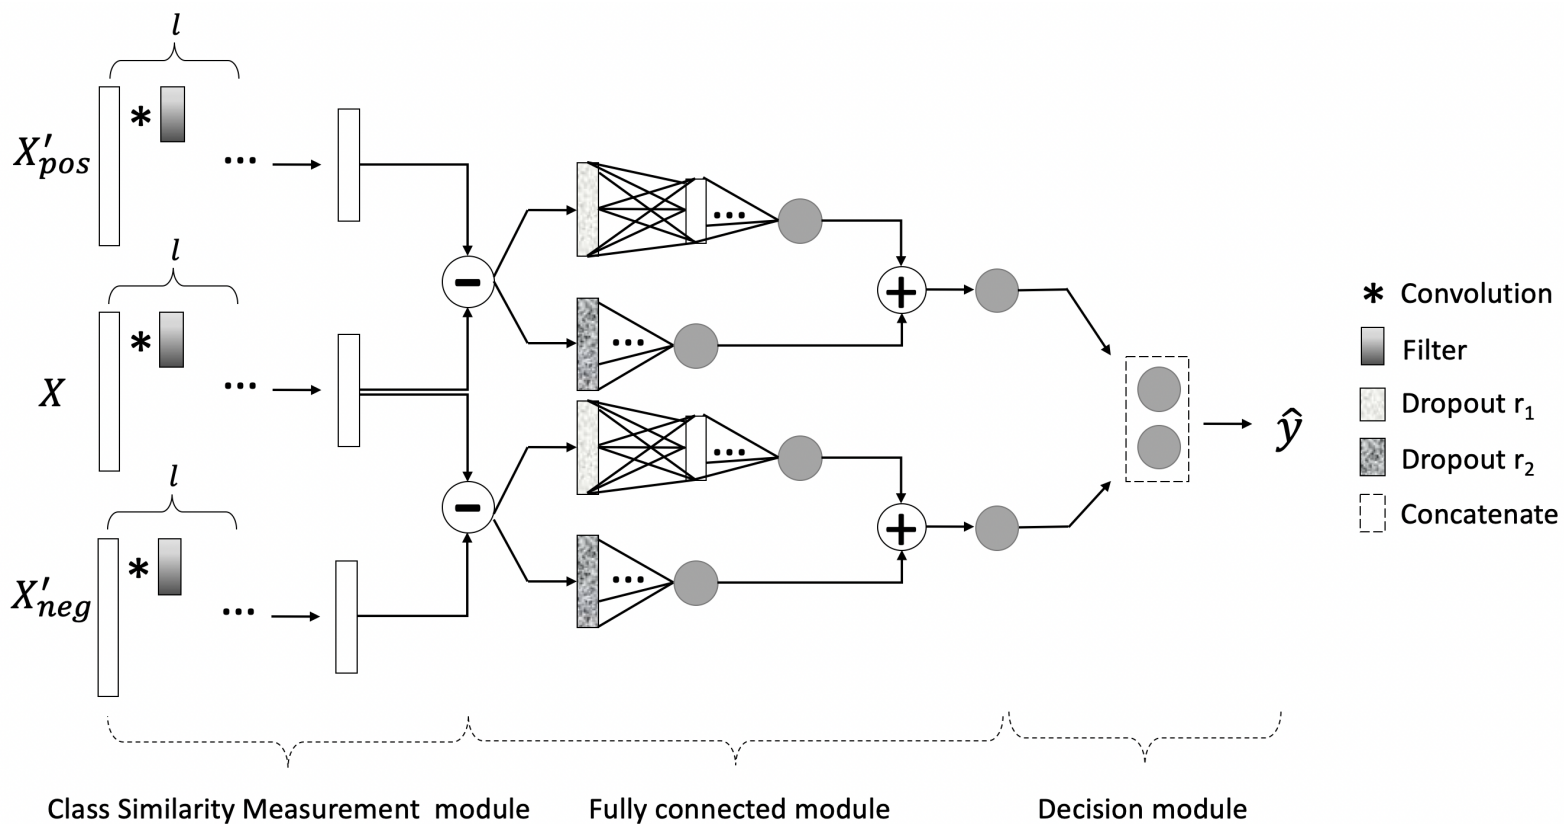 l
* 
X'pos
...
−
...
+
l
*
X
...
...
−
...
+
l
*
X'neg
...
...
ŷ
* Convolution
Filter
Dropout r₁
Dropout r₂
Concatenate
Class Similarity Measurement module
Fully connected module
Decision module